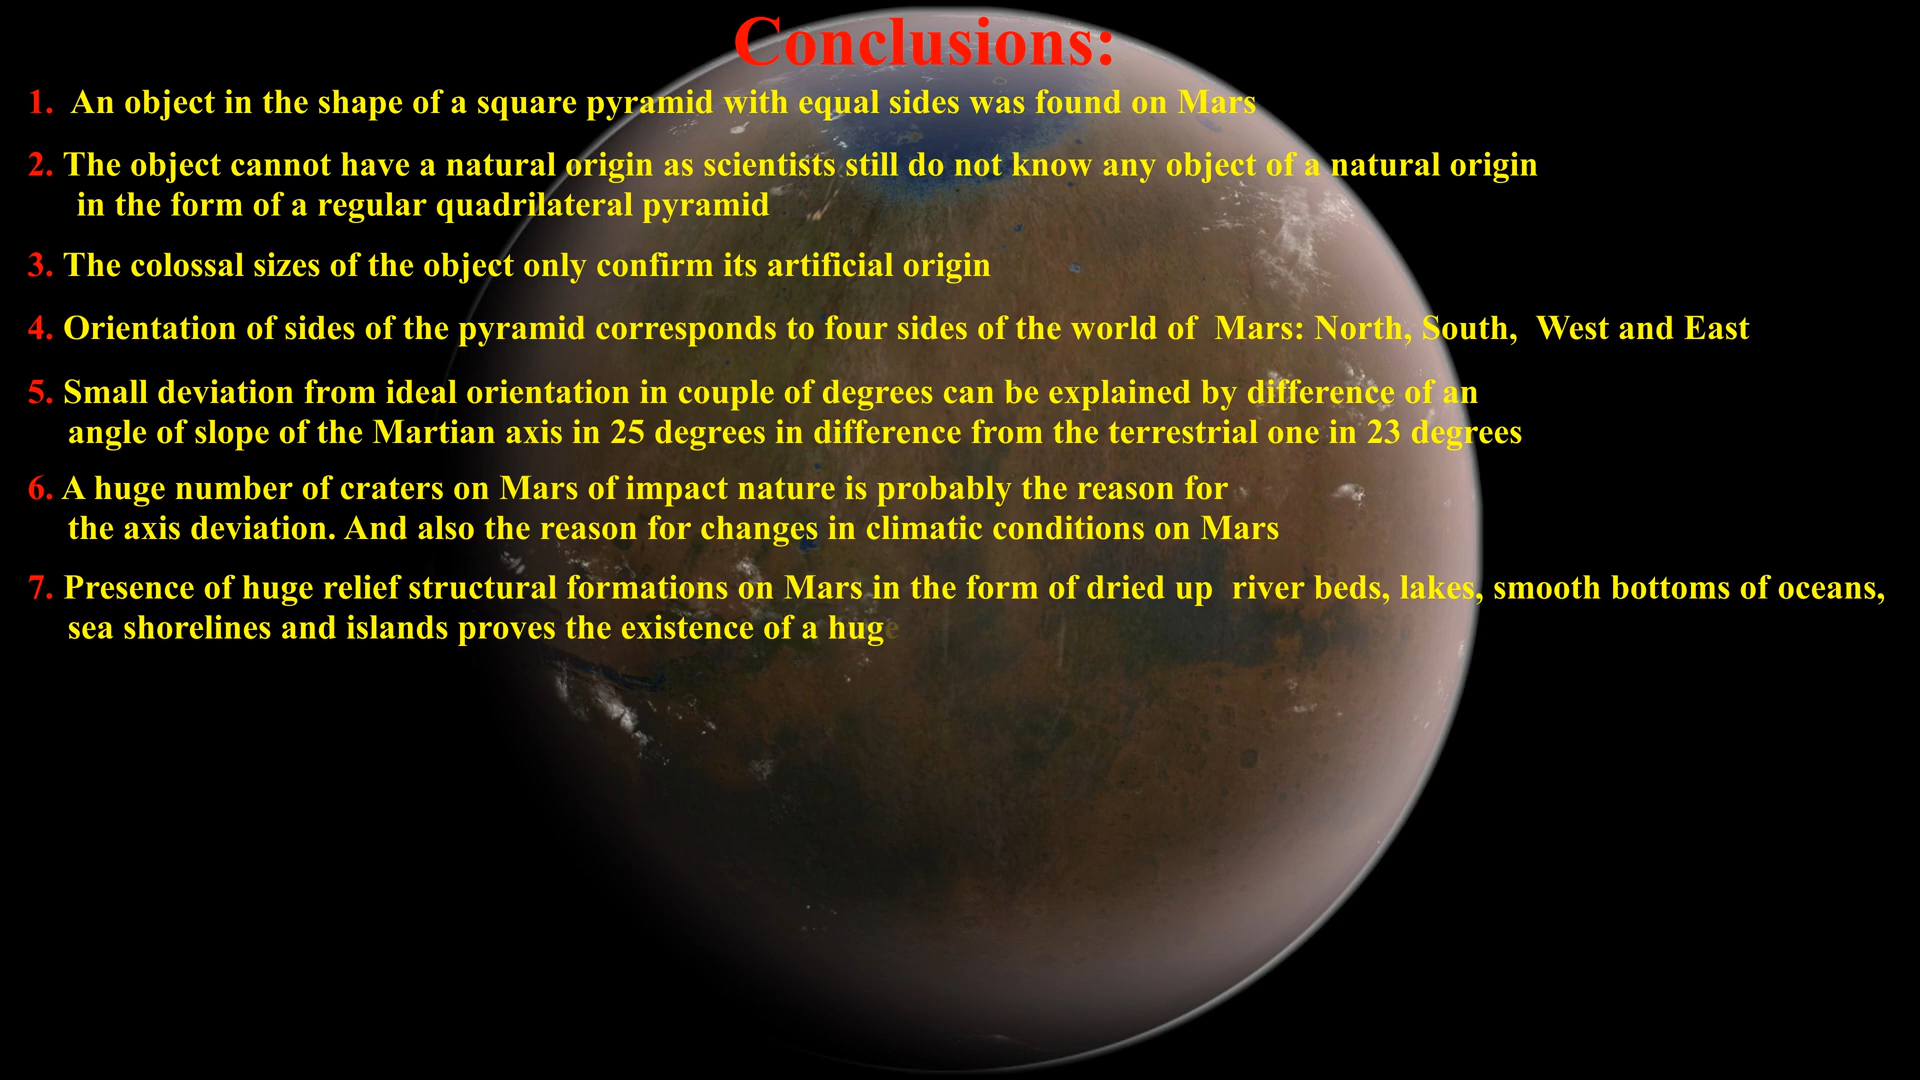 Conclusions:
1. An object in the shape of a square pyramid with equal sides was found on Mars
2. The object cannot have a natural origin as scientists still do not know any object of a natural origin
in the form of a regular quadrilateral pyramid
3. The colossal sizes of the object only confirm its artificial origin
4. Orientation of sides of the pyramid corresponds to four sides of the world of Mars: North, South, West and East
5. Small deviation from ideal orientation in couple of degrees can be explained by difference of an
angle of slope of the Martian axis in 25 degrees in difference from the terrestrial one in 23 degrees
6. A huge number of craters on Mars of impact nature is probably the reason for
the axis deviation. And also the reason for changes in climatic conditions on Mars
7. Presence of huge relief structural formations on Mars in the form of dried up river beds, lakes, smooth bottoms of oceans,
sea shorelines and islands proves the existence of a huge